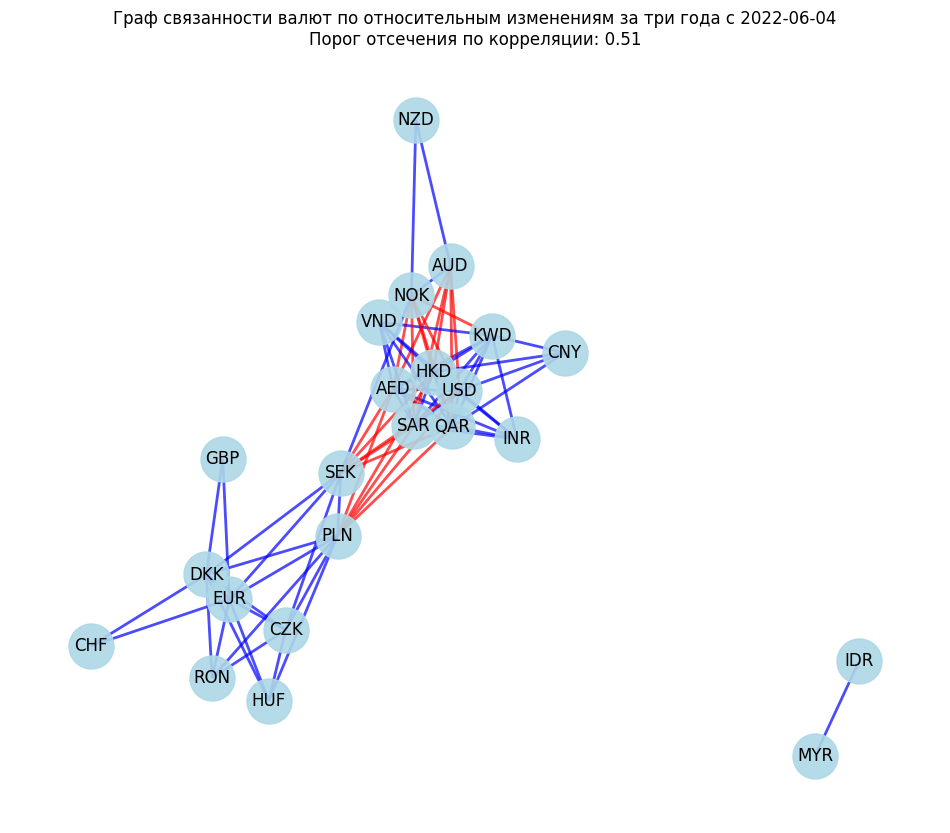 Граф связанности валют по относительным изменениям за три года с 2022-06-04
Порог отсечения по корреляции: 0.51
NZD
AUD
NOK
VND
KWD
CNY
HKD
AED
USD
SAR
QAR
INR
GBP
SEK
PLN
DKK
EUR
CZK
CHF
IDR
RON
HUF
MYR